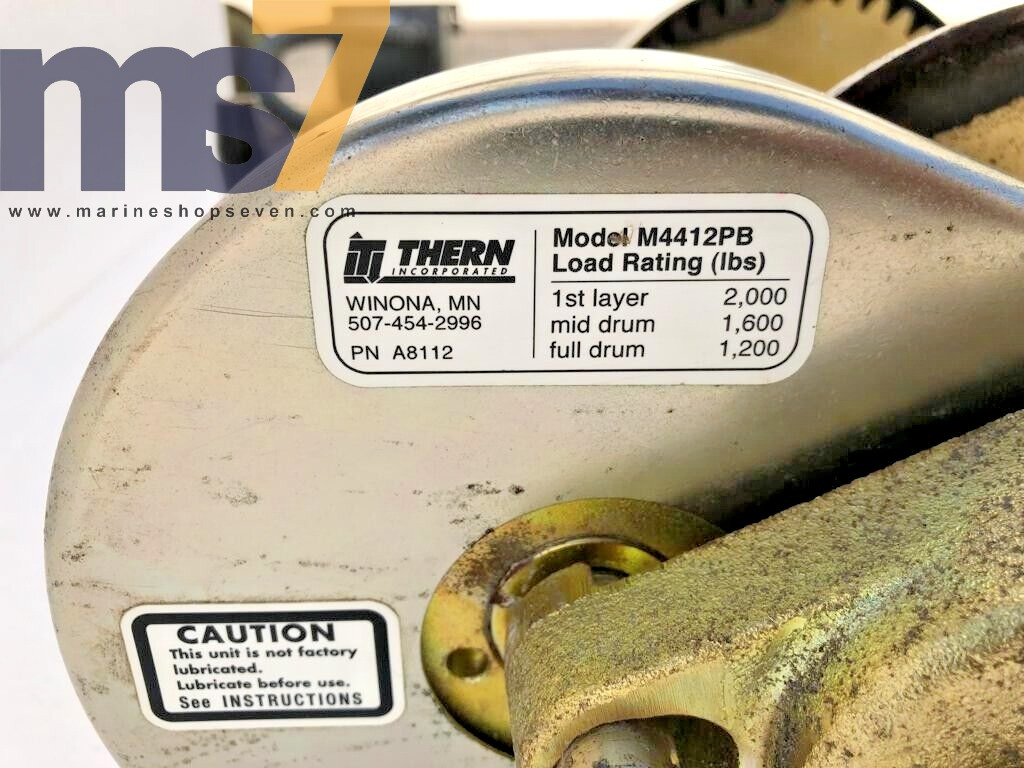 ms7
www.marineshopseven.com
THERN
INCORPORATED
WINONA, MN
507-454-2996
PN A8112
Model M4412PB
Load Rating (lbs)
1st layer 2,000
mid drum 1,600
full drum 1,200
CAUTION
This unit is not factory
lubricated.
Lubricate before use.
See INSTRUCTIONS